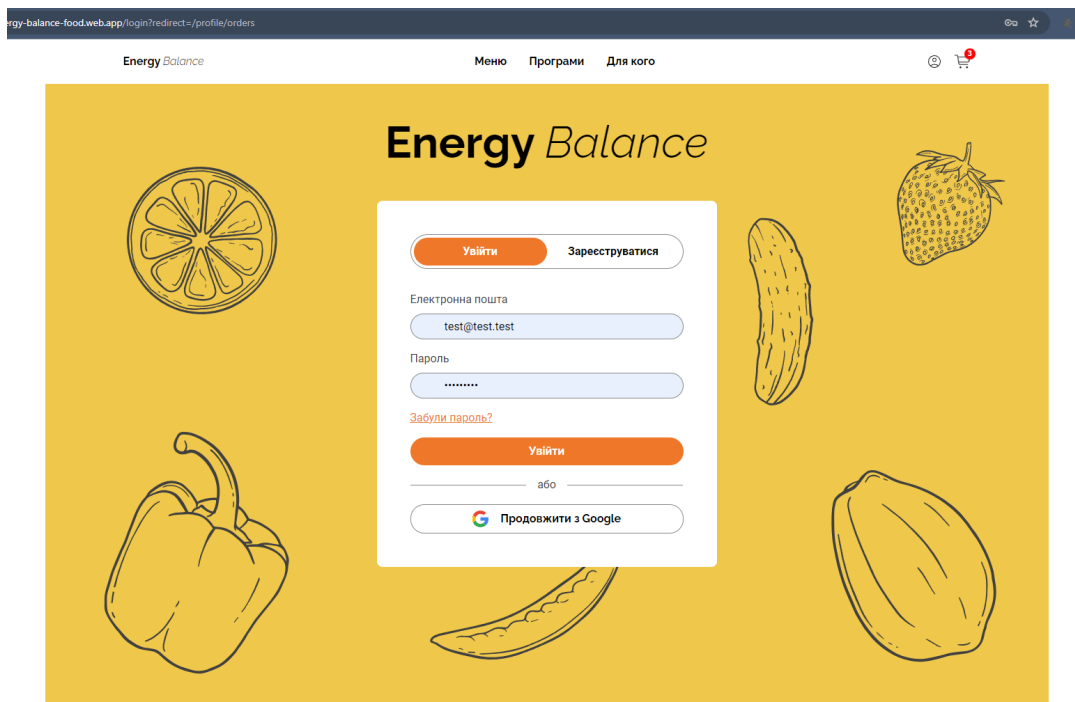 rgy-balance-food.web.app/login?redirect=/profile/orders
Energy Balance Меню Програми Для кого 3
Energy Balance
Увійти Зареєструватися
Електронна пошта
test@test.test
Пароль
•••••••••
Забули пароль?
Увійти
або
Продовжити з Google